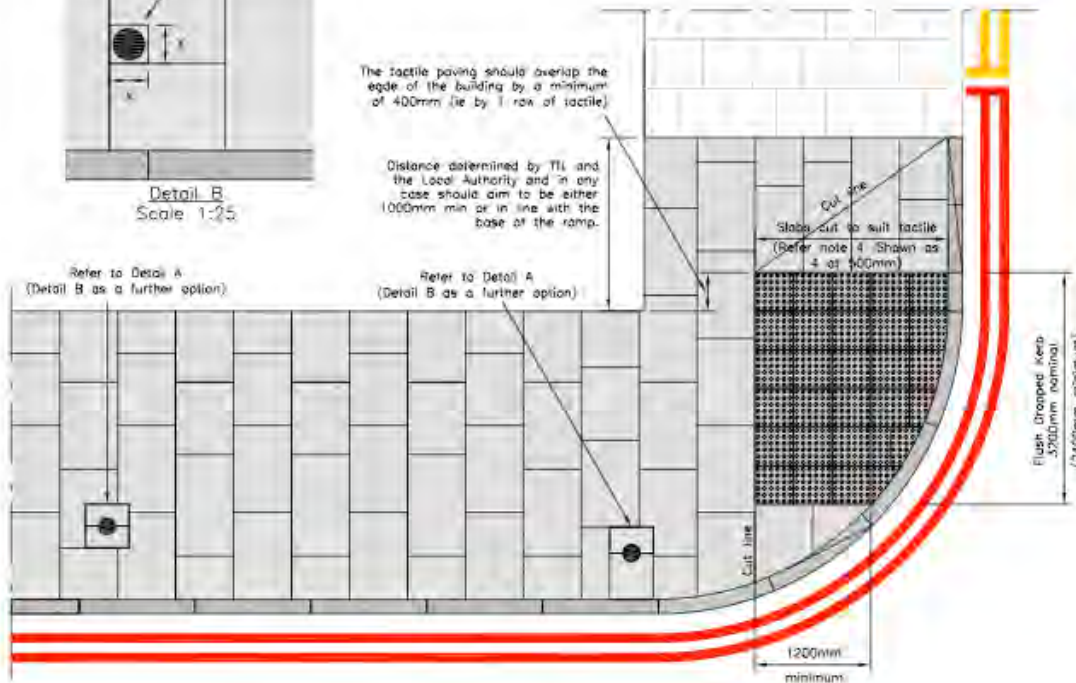 Y
x
Detail B
Scale 1:25
The tactile paving should overlap the
edge of the building by a minimum
of 400mm (ie by 1 row of tactile)
Distance determined by TfL and
the Local Authority and in any
case should aim to be either
1000mm min or in line with the
base of the ramp.
Refer to Detail A
(Detail B as a further option)
Refer to Detail A
(Detail B as a further option)
Cut line
Slabs cut to suit tactile
(Refer note 4 Shown as
4 at 500mm)
Flush Dropped Kerb
3200mm nominal
(2400mm minimum)
Cut line
1200mm
minimum